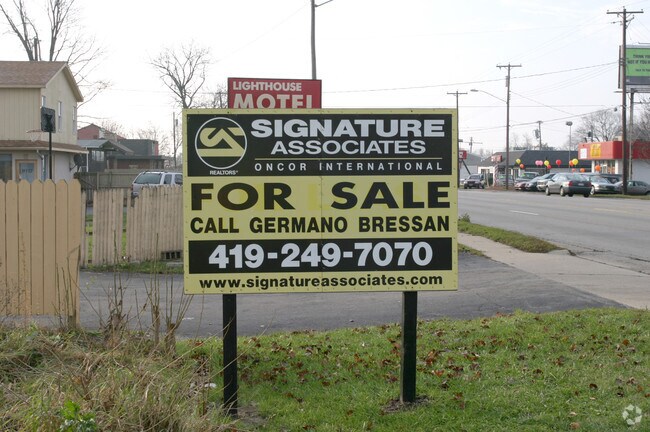 LIGHTHOUSE
MOTEL
SIGNATURE
ASSOCIATES
ONCOR INTERNATIONAL
REALTORS®
FOR SALE
CALL GERMANO BRESSAN
419-249-7070
www.signatureassociates.com